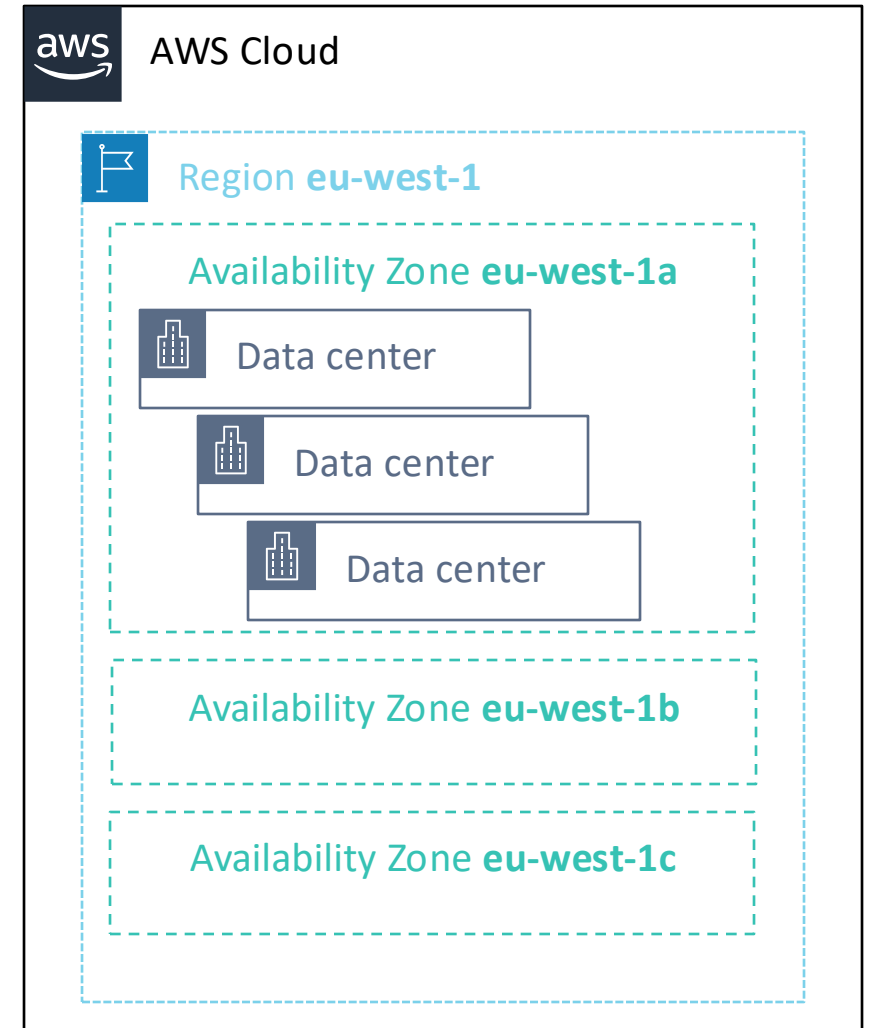 aws
AWS Cloud
Region eu-west-1
Availability Zone eu-west-1a
Data center
Data center
Data center
Availability Zone eu-west-1b
Availability Zone eu-west-1c